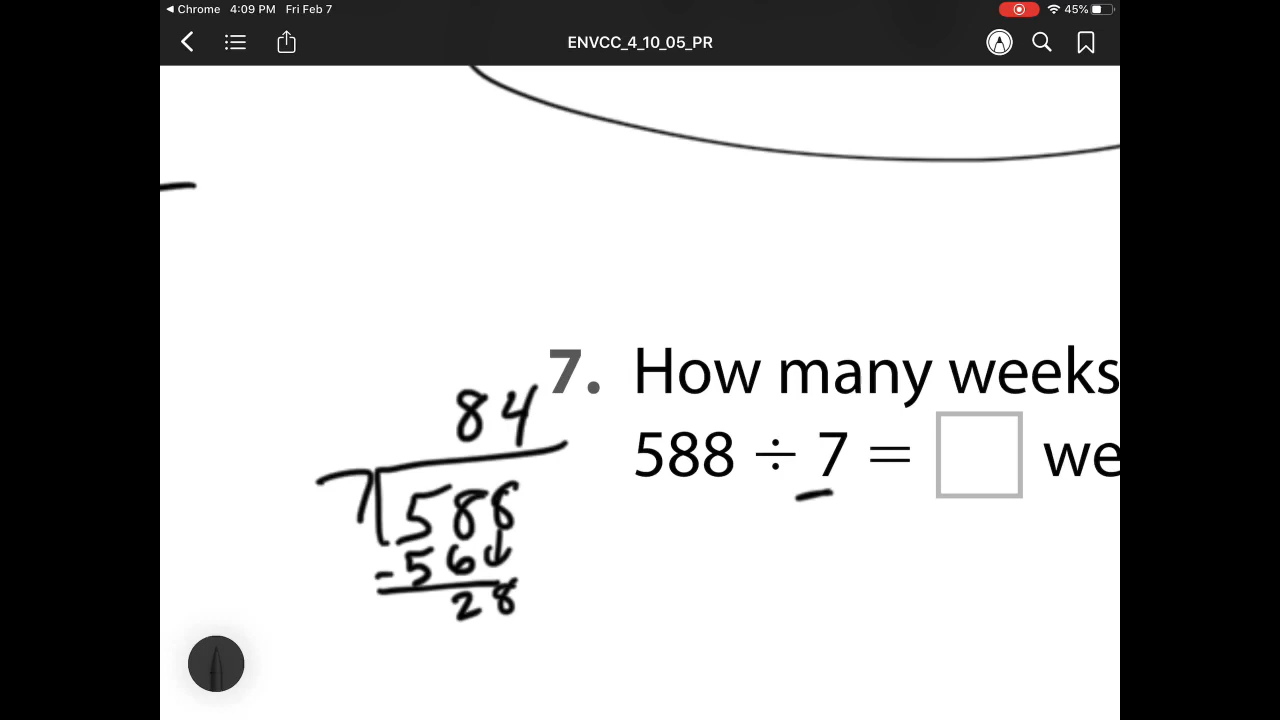 Chrome 4:09 PM Fri Feb 7 45%
ENVCC_4_10_05_PR
7. How many weeks
588 ÷ 7 = we
84
7 588
-56
28